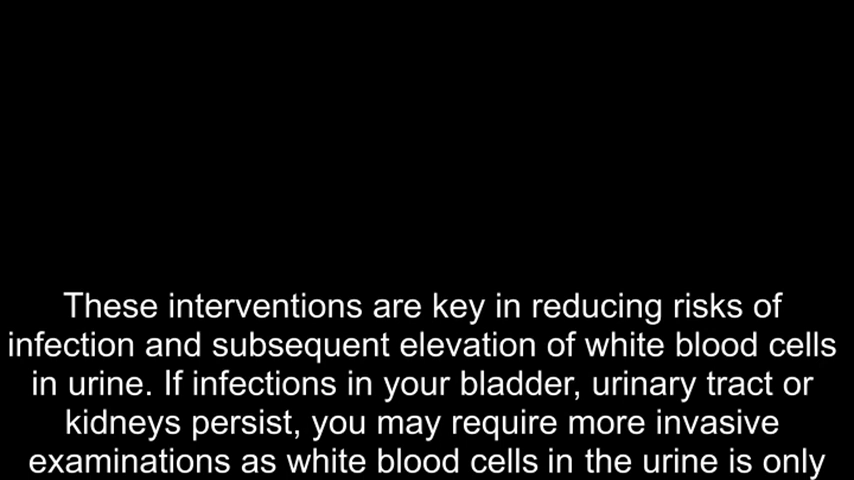 These interventions are key in reducing risks of
infection and subsequent elevation of white blood cells
in urine. If infections in your bladder, urinary tract or
kidneys persist, you may require more invasive
examinations as white blood cells in the urine is only